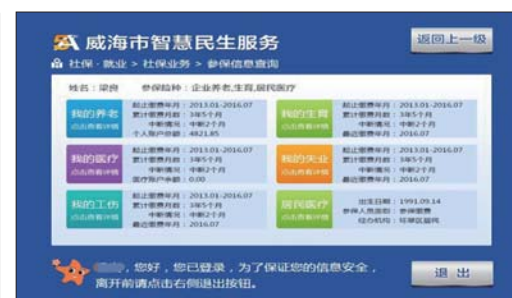 威海市智慧民生服务
返回上一级
社保·就业 > 社保业务 > 参保信息查询
姓名：梁良 参保险种：企业养老,生育,居民医疗
我的养老
点击查看详情
起止缴费年月：2013.01-2016.07
累计缴费月数：3年5个月
中断情况：中断2个月
个人账户余额：4821.85
我的生育
点击查看详情
起止缴费年月：2013.01-2016.07
累计缴费月数：3年5个月
中断情况：中断2个月
最近缴费年月：2016.07
我的医疗
点击查看详情
起止缴费年月：2013.01-2016.07
累计缴费月数：3年5个月
中断情况：中断2个月
医疗账户余额：0.00
我的失业
点击查看详情
起止缴费年月：2013.01-2016.07
累计缴费月数：3年5个月
中断情况：中断2个月
最近缴费年月：2016.07
我的工伤
点击查看详情
起止缴费年月：2013.01-2016.07
累计缴费月数：3年5个月
中断情况：中断2个月
最近缴费年月：2016.07
居民医疗
点击查看详情
出生日期：1991.09.14
参保人员类别：参保缴费
经办机构：环翠区居民
，您好，您已登录，为了保证您的信息安全，
离开前请点击右侧退出按钮。
退 出